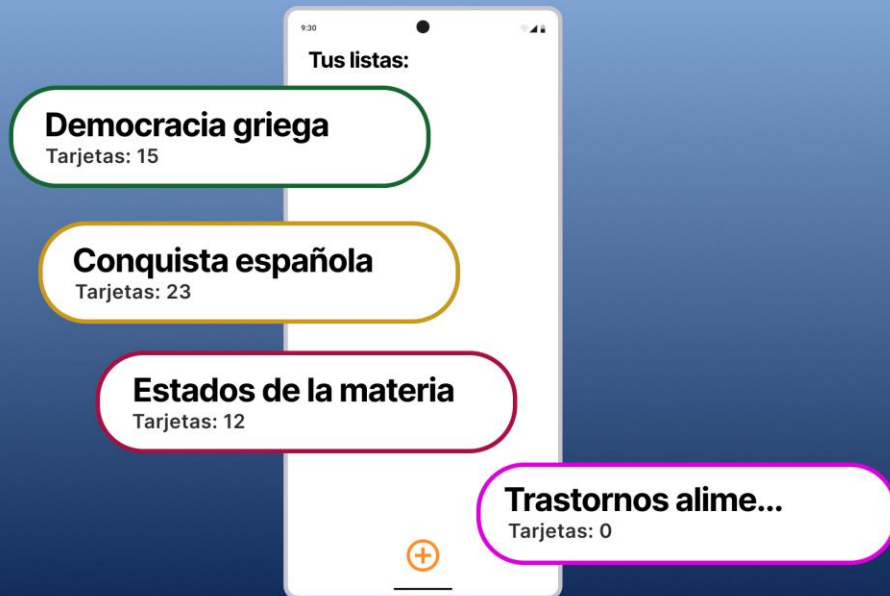 9:30
Tus listas:
Democracia griega
Tarjetas: 15
Conquista española
Tarjetas: 23
Estados de la materia
Tarjetas: 12
Trastornos alime...
Tarjetas: 0